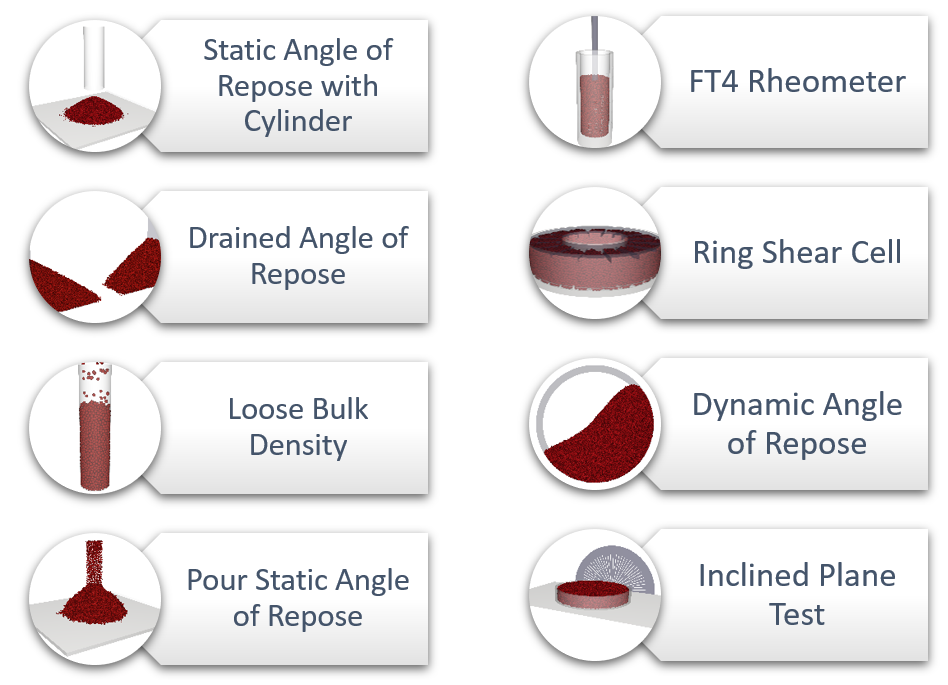 Static Angle of
Repose with
Cylinder
Drained Angle of
Repose
Loose Bulk
Density
Pour Static Angle
of Repose
FT4 Rheometer
Ring Shear Cell
Dynamic Angle
of Repose
Inclined Plane
Test